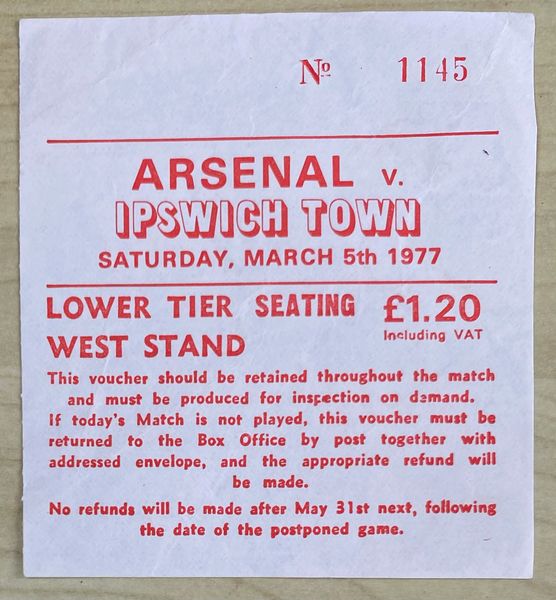 Nº 1145
ARSENAL v.
IPSWICH TOWN
SATURDAY, MARCH 5th 1977
LOWER TIER SEATING £1.20
Including VAT
WEST STAND
This voucher should be retained throughout the match
and must be produced for inspection on demand.
If today's Match is not played, this voucher must be
returned to the Box Office by post together with
addressed envelope, and the appropriate refund will
be made.
No refunds will be made after May 31st next, following
the date of the postponed game.